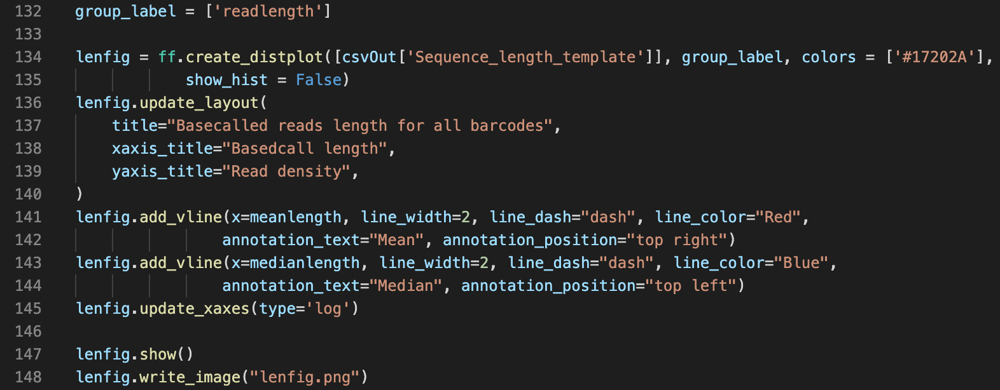 132 group_label = ['readlength']
133
134 lenfig = ff.create_distplot([csvOut['Sequence_length_template']], group_label, colors = ['#17202A'],
135 show_hist = False)
136 lenfig.update_layout(
137 title="Basecalled reads length for all barcodes",
138 xaxis_title="Basedcall length",
139 yaxis_title="Read density",
140 )
141 lenfig.add_vline(x=meanlength, line_width=2, line_dash="dash", line_color="Red",
142 annotation_text="Mean", annotation_position="top right")
143 lenfig.add_vline(x=medianlength, line_width=2, line_dash="dash", line_color="Blue",
144 annotation_text="Median", annotation_position="top left")
145 lenfig.update_xaxes(type='log')
146
147 lenfig.show()
148 lenfig.write_image("lenfig.png")